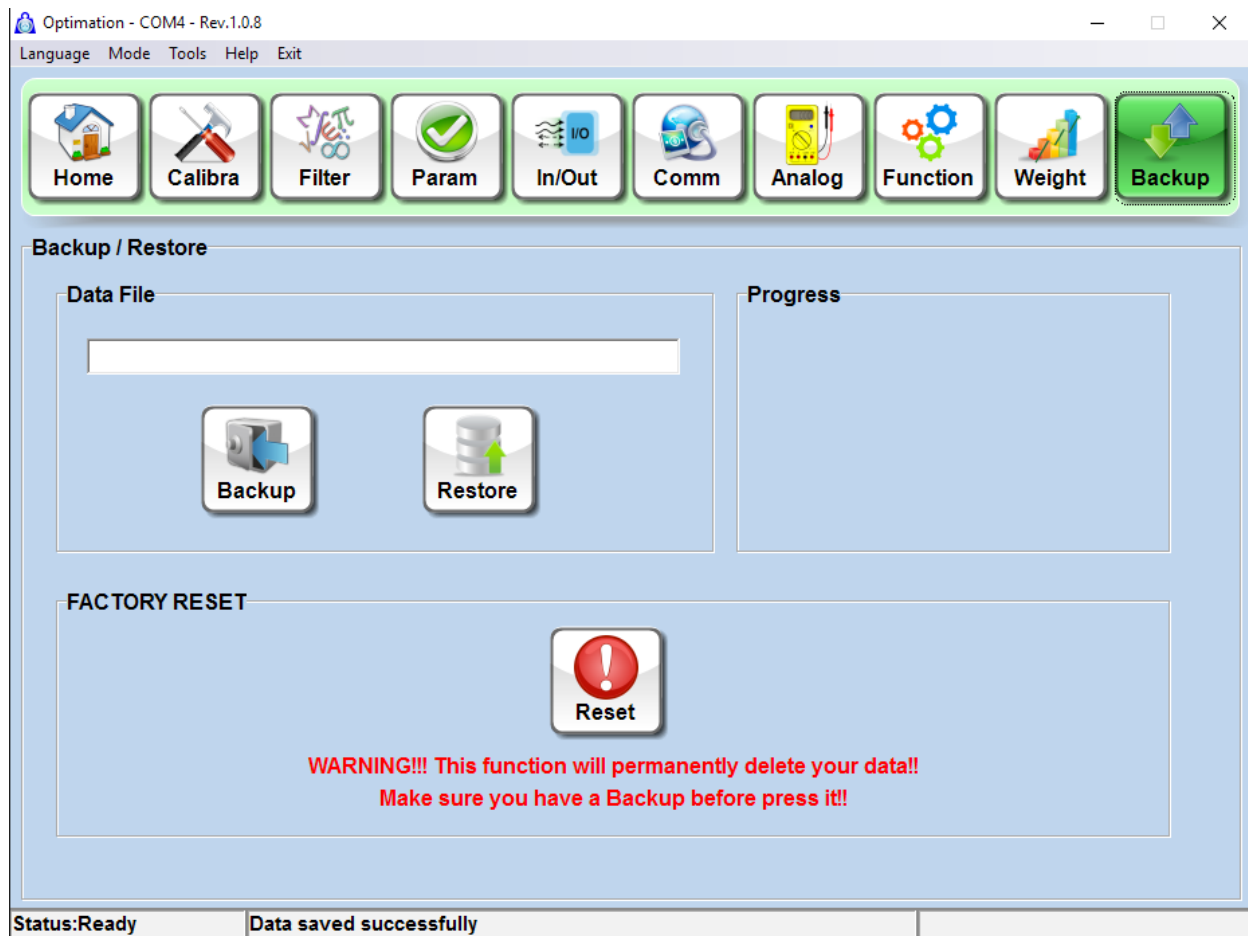 Optimation - COM4 - Rev.1.0.8
Language Mode Tools Help Exit
Home Calibra Filter Param In/Out Comm Analog Function Weight Backup
I/O
Backup / Restore
Data File
Progress
Backup Restore
FACTORY RESET
Reset
WARNING!!! This function will permanently delete your data!!
Make sure you have a Backup before press it!!
Status:Ready Data saved successfully